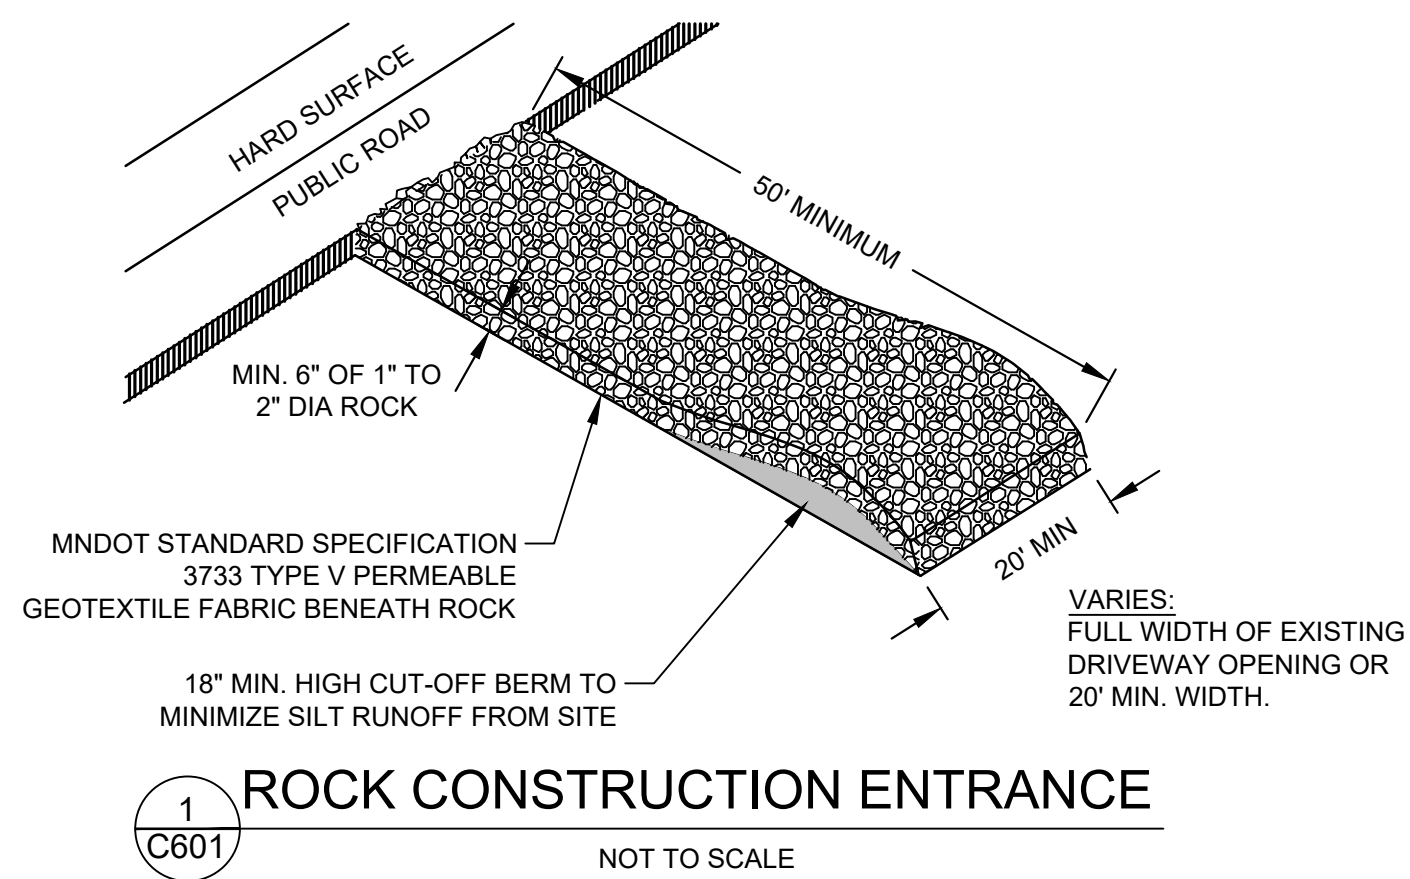 HARD SURFACE
PUBLIC ROAD
50' MINIMUM
MIN. 6" OF 1" TO
2" DIA ROCK
MNDOT STANDARD SPECIFICATION
3733 TYPE V PERMEABLE
GEOTEXTILE FABRIC BENEATH ROCK
20' MIN
VARIES:
FULL WIDTH OF EXISTING
DRIVEWAY OPENING OR
20' MIN. WIDTH.
18" MIN. HIGH CUT-OFF BERM TO
MINIMIZE SILT RUNOFF FROM SITE
1
C601
ROCK CONSTRUCTION ENTRANCE
NOT TO SCALE